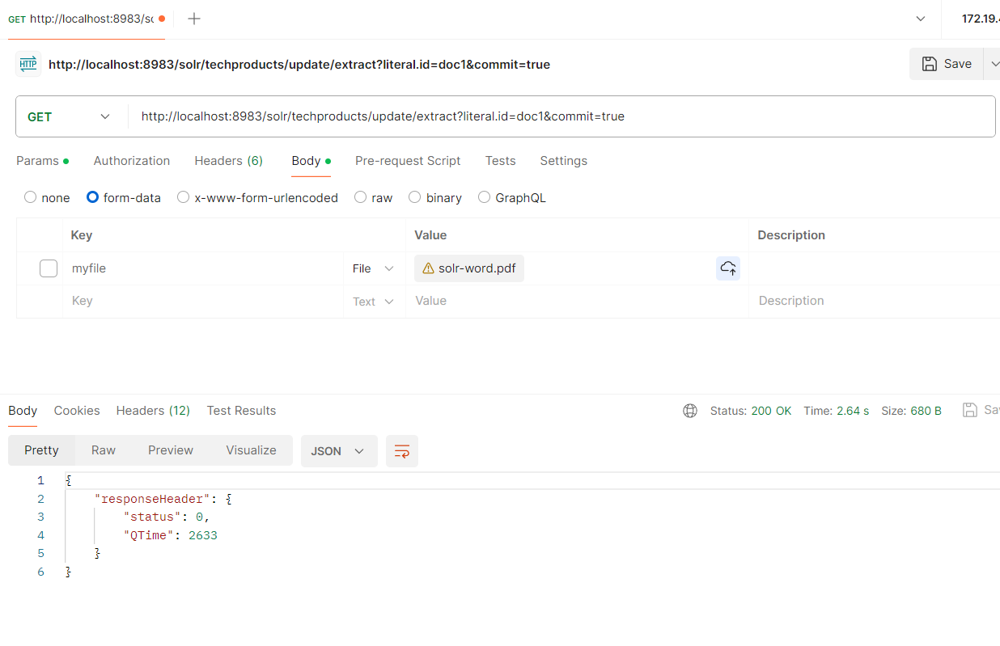 GET http://localhost:8983/so
172.19.4
HTTP http://localhost:8983/solr/techproducts/update/extract?literal.id=doc1&commit=true Save
GET http://localhost:8983/solr/techproducts/update/extract?literal.id=doc1&commit=true
Params Authorization Headers (6) Body Pre-request Script Tests Settings
none form-data x-www-form-urlencoded raw binary GraphQL
Key Value Description
myfile File solr-word.pdf
Key Text Value Description
Body Cookies Headers (12) Test Results Status: 200 OK Time: 2.64 s Size: 680 B Sav
Pretty Raw Preview Visualize JSON
1 {
2 "responseHeader": {
3 "status": 0,
4 "QTime": 2633
5 }
6 }